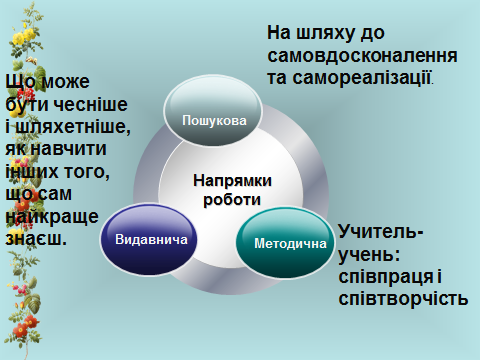 На шляху до
самовдосконалення
та самореалізації.
Що може
бути чесніше
і шляхетніше,
як навчити
інших того,
що сам
найкраще
знаєш.
Пошукова
Напрямки
роботи
Видавнича
Методична
Учитель-
учень:
співпраця і
співтворчість